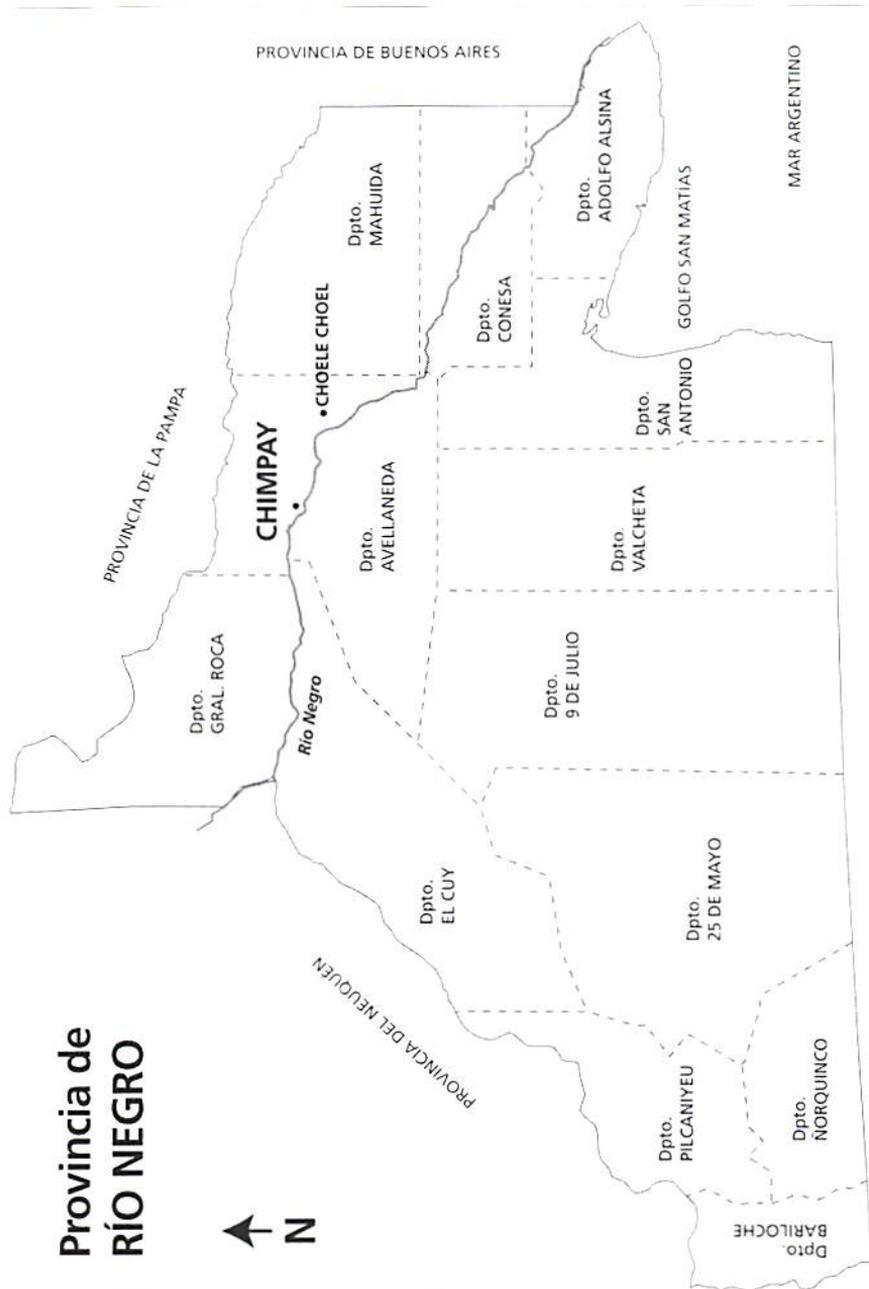 Provincia de
RÍO NEGRO
N
PROVINCIA DE LA PAMPA
PROVINCIA DE BUENOS AIRES
PROVINCIA DEL NEUQUÉN
MAR ARGENTINO
GOLFO SAN MATÍAS
Dpto.
GRAL. ROCA
Río Negro
CHIMPAY
CHOELE CHOEL
Dpto.
MAHUIDA
Dpto.
AVELLANEDA
Dpto.
CONESA
Dpto.
ADOLFO ALSINA
Dpto.
EL CUY
Dpto.
9 DE JULIO
Dpto.
VALCHETA
Dpto.
SAN
ANTONIO
Dpto.
25 DE MAYO
Dpto.
PILCANIYEU
Dpto.
ÑORQUINCO
Dpto.
BARILOCHE